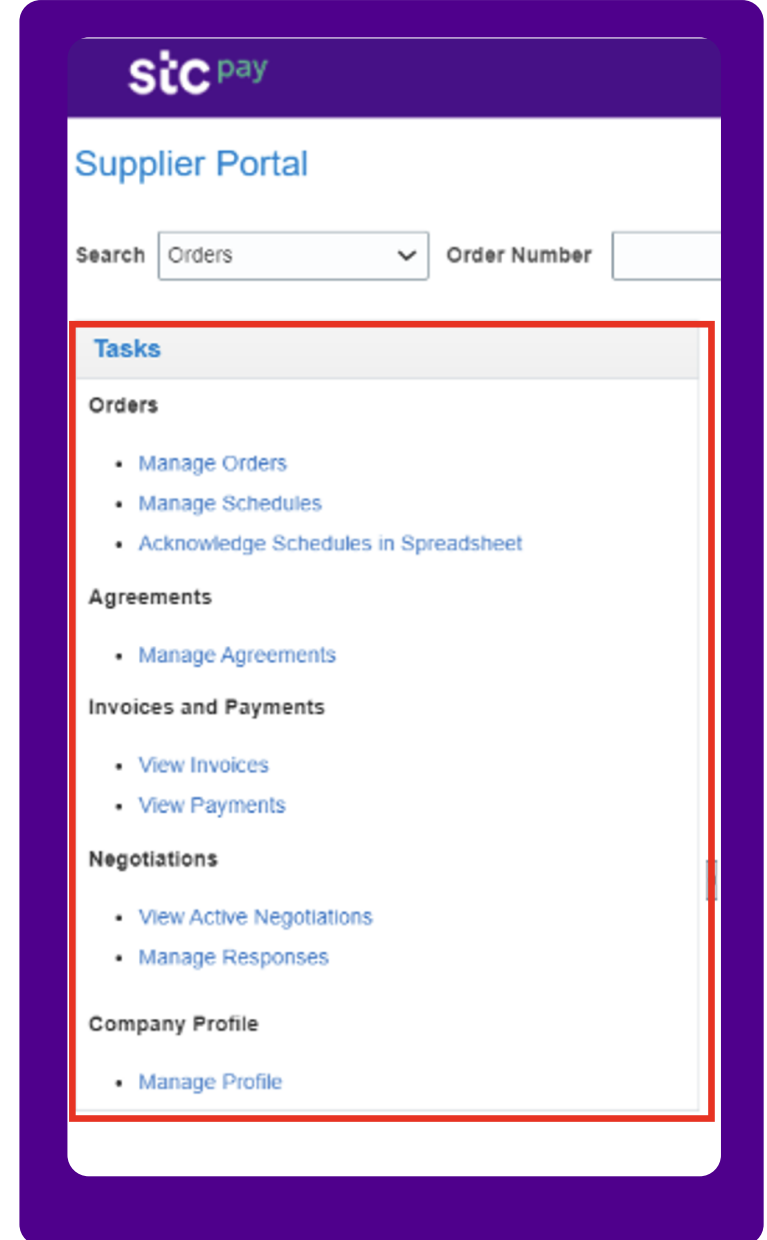 stc pay
Supplier Portal
Search Orders Order Number
Tasks
Orders
• Manage Orders
• Manage Schedules
• Acknowledge Schedules in Spreadsheet
Agreements
• Manage Agreements
Invoices and Payments
• View Invoices
• View Payments
Negotiations
• View Active Negotiations
• Manage Responses
Company Profile
• Manage Profile